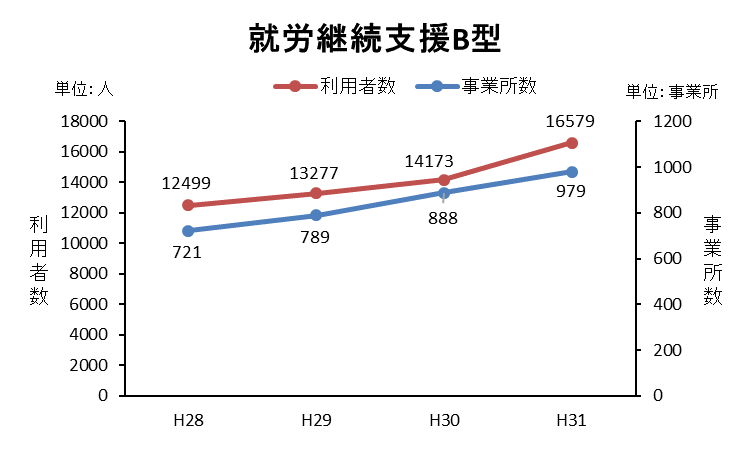 就労継続支援B型
単位: 人
利用者数
事業所数
単位: 事業所
18000
16000
14000
12000
10000
8000
6000
4000
2000
0
利用者数
12499
13277
14173
16579
721
789
888
979
1200
1000
800
600
400
200
0
事業所数
H28
H29
H30
H31